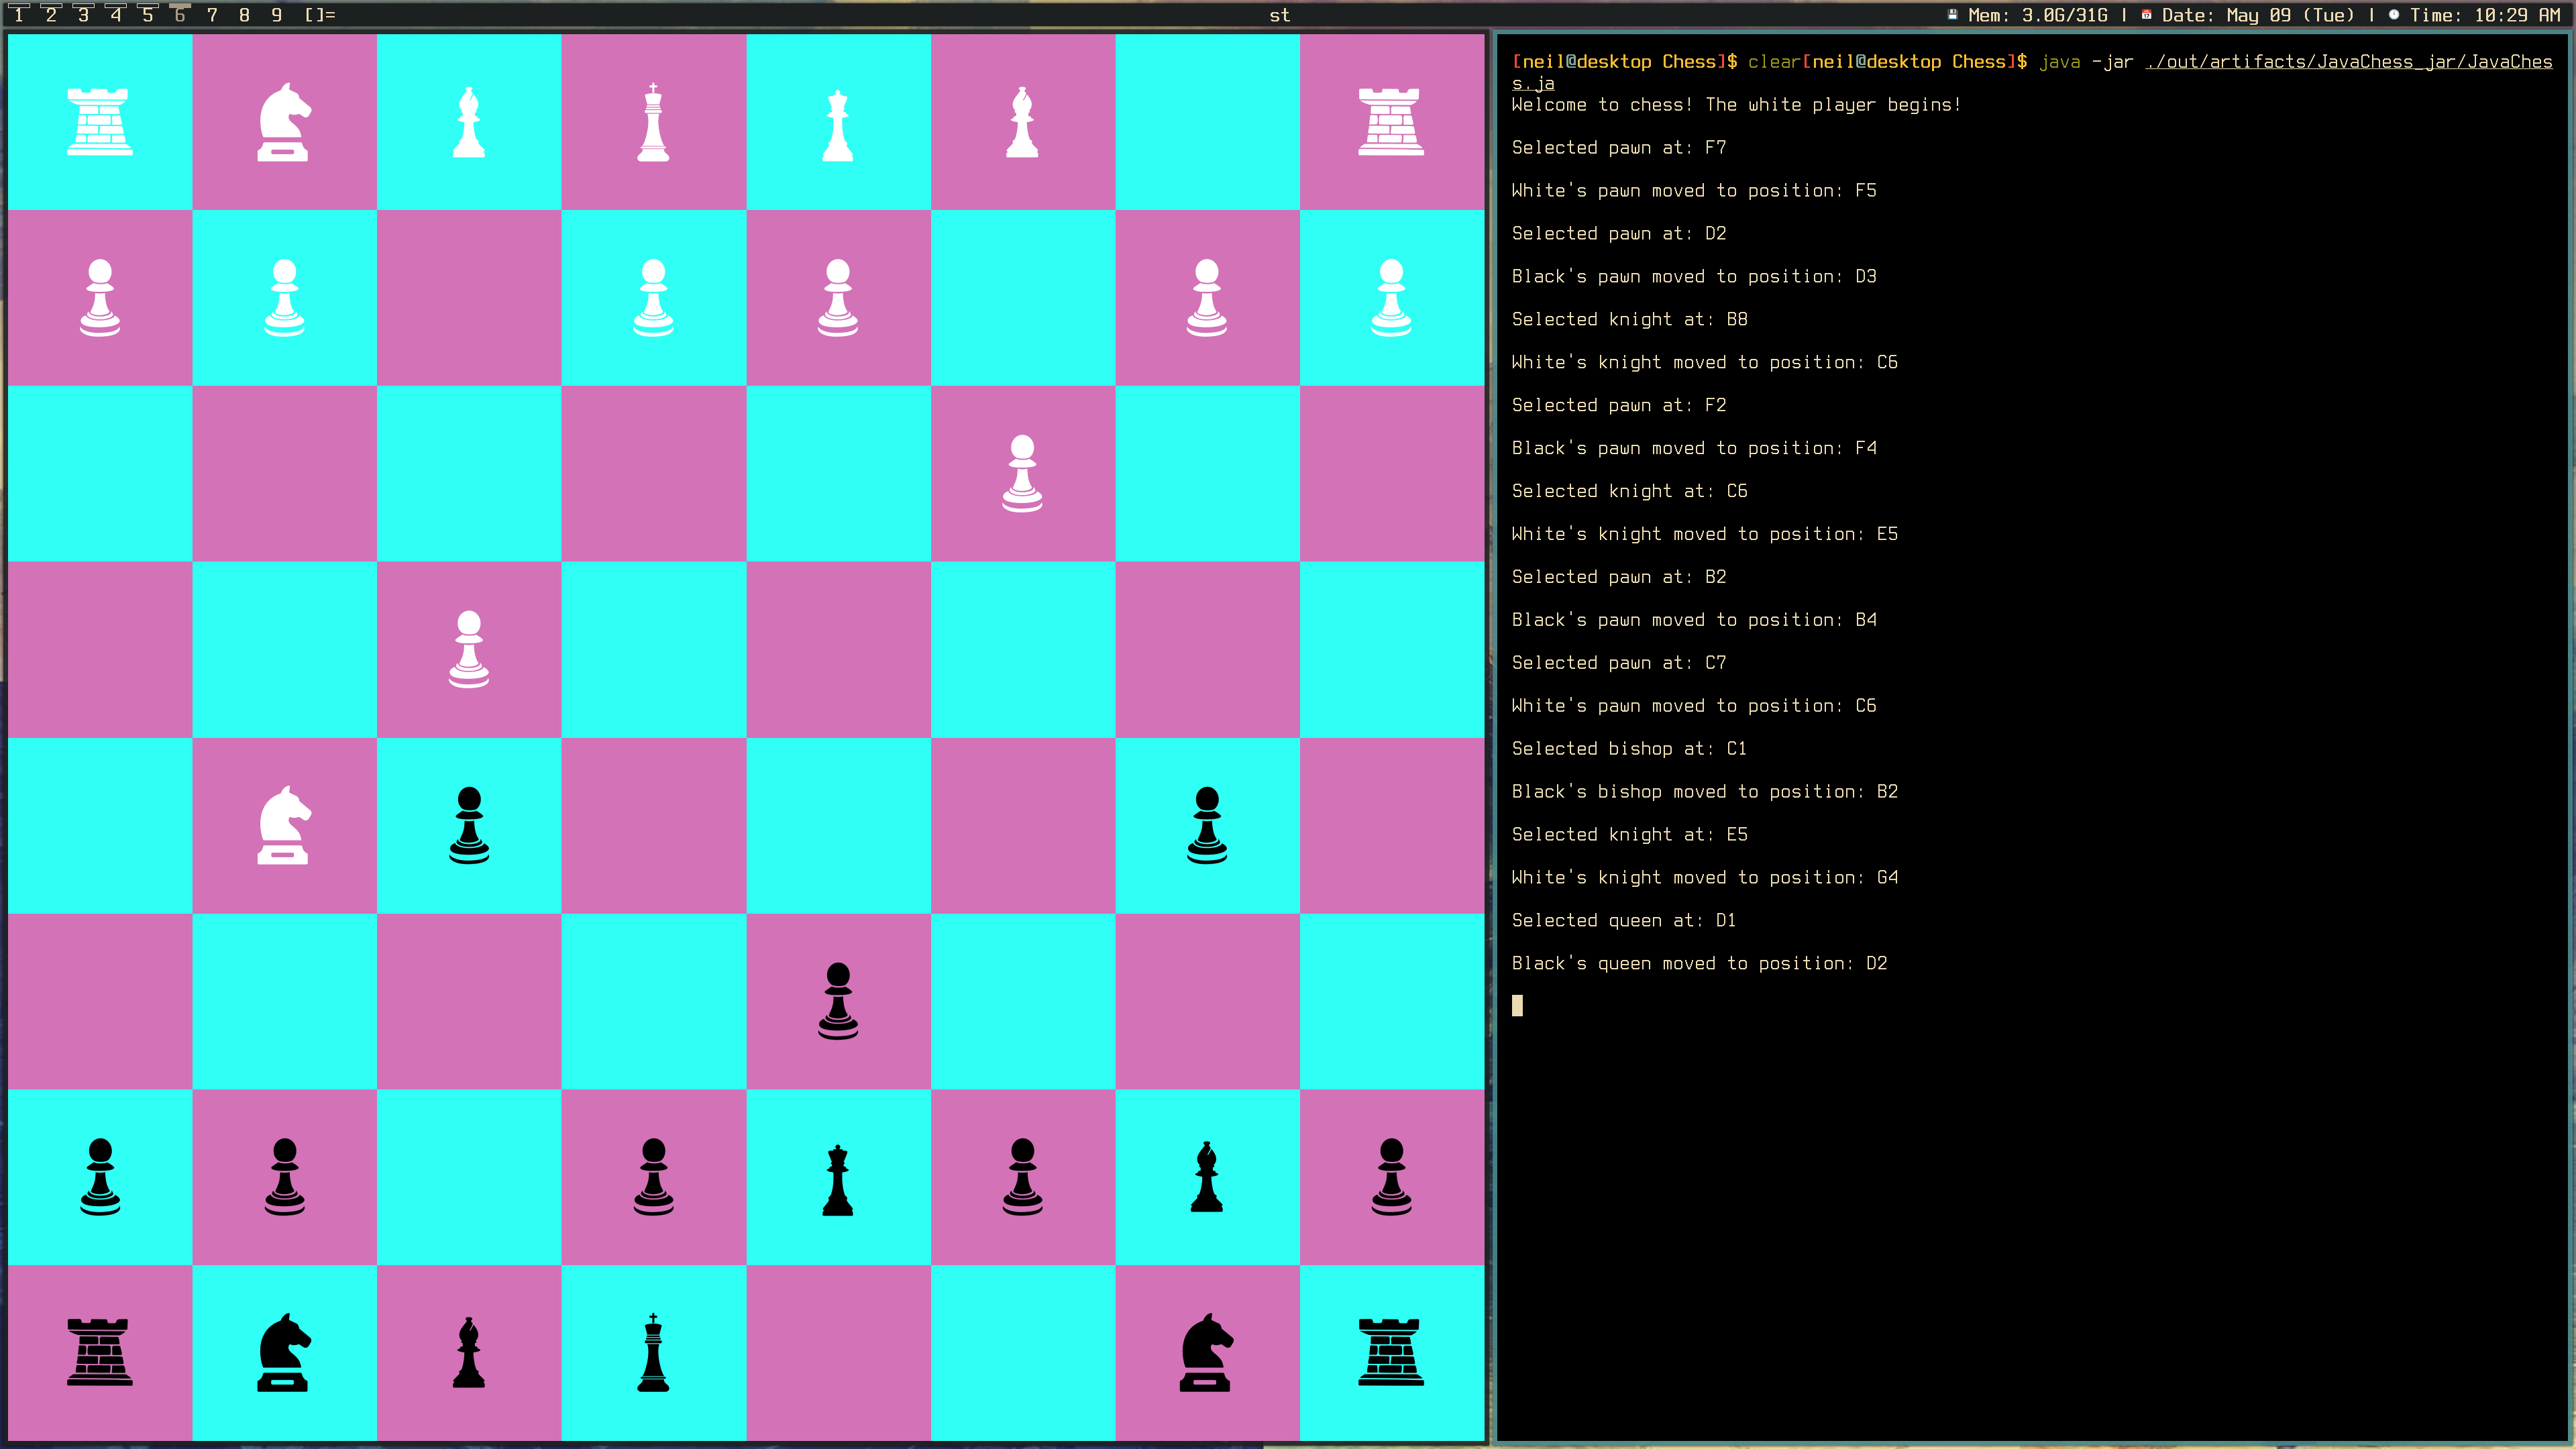 1 2 3 4 5 6 7 8 9 []= st Mem: 3.0G/31G | Date: May 09 (Tue) | Time: 10:29 AM
[neil@desktop Chess]$ clear[neil@desktop Chess]$ java -jar ./out/artifacts/JavaChess_jar/JavaChes
s.ja
Welcome to chess! The white player begins!
Selected pawn at: F7
White's pawn moved to position: F5
Selected pawn at: D2
Black's pawn moved to position: D3
Selected knight at: B8
White's knight moved to position: C6
Selected pawn at: F2
Black's pawn moved to position: F4
Selected knight at: C6
White's knight moved to position: E5
Selected pawn at: B2
Black's pawn moved to position: B4
Selected pawn at: C7
White's pawn moved to position: C6
Selected bishop at: C1
Black's bishop moved to position: B2
Selected knight at: E5
White's knight moved to position: G4
Selected queen at: D1
Black's queen moved to position: D2